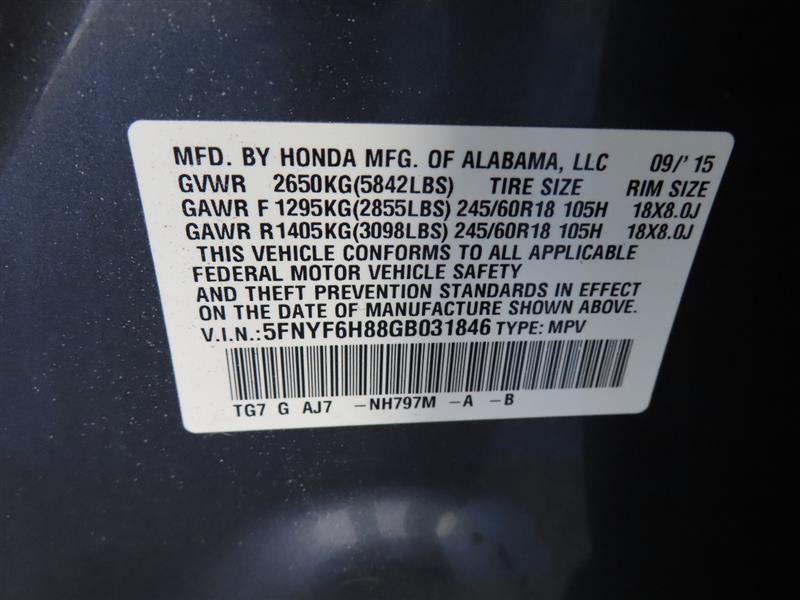 MFD. BY HONDA MFG. OF ALABAMA, LLC 09/'15
GVWR 2650KG(5842LBS) TIRE SIZE RIM SIZE
GAWR F 1295KG(2855LBS) 245/60R18 105H 18X8.0J
GAWR R 1405KG(3098LBS) 245/60R18 105H 18X8.0J
THIS VEHICLE CONFORMS TO ALL APPLICABLE
FEDERAL MOTOR VEHICLE SAFETY
AND THEFT PREVENTION STANDARDS IN EFFECT
ON THE DATE OF MANUFACTURE SHOWN ABOVE.
V.I.N.:5FNYF6H88GB031846 TYPE: MPV
TG7 G AJ7 -NH797M -A -B